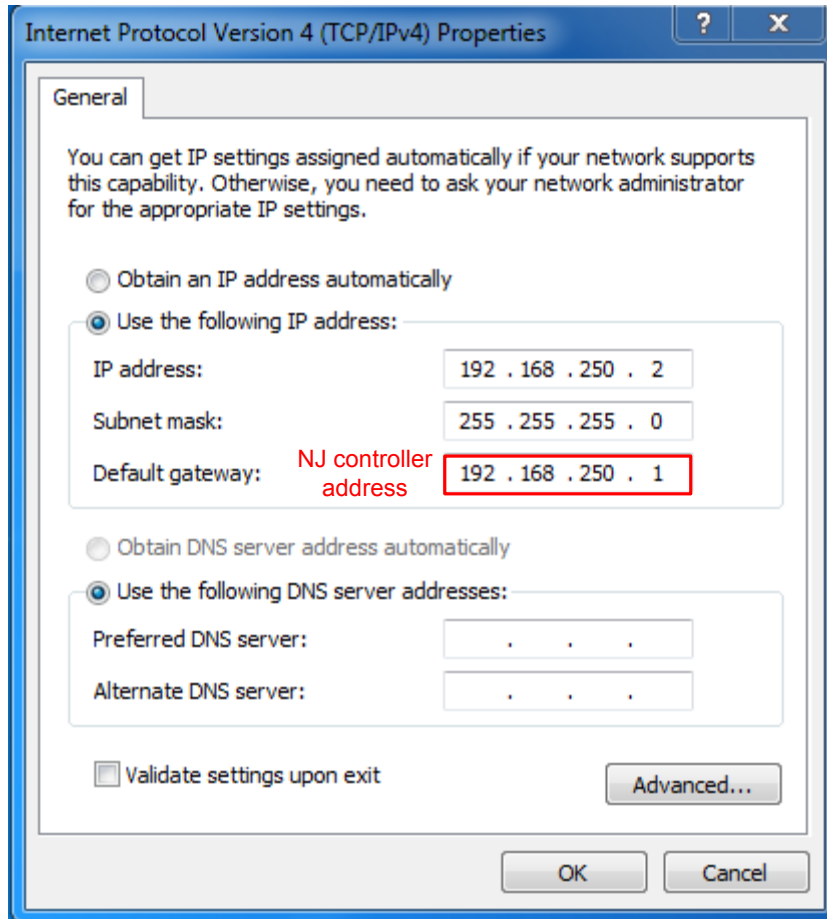 Internet Protocol Version 4 (TCP/IPv4) Properties
? X
General
You can get IP settings assigned automatically if your network supports
this capability. Otherwise, you need to ask your network administrator
for the appropriate IP settings.
Obtain an IP address automatically
Use the following IP address:
IP address: 192 . 168 . 250 . 2
Subnet mask: 255 . 255 . 255 . 0
Default gateway: NJ controller address 192 . 168 . 250 . 1
Obtain DNS server address automatically
Use the following DNS server addresses:
Preferred DNS server: . . .
Alternate DNS server: . . .
Validate settings upon exit
Advanced...
OK Cancel